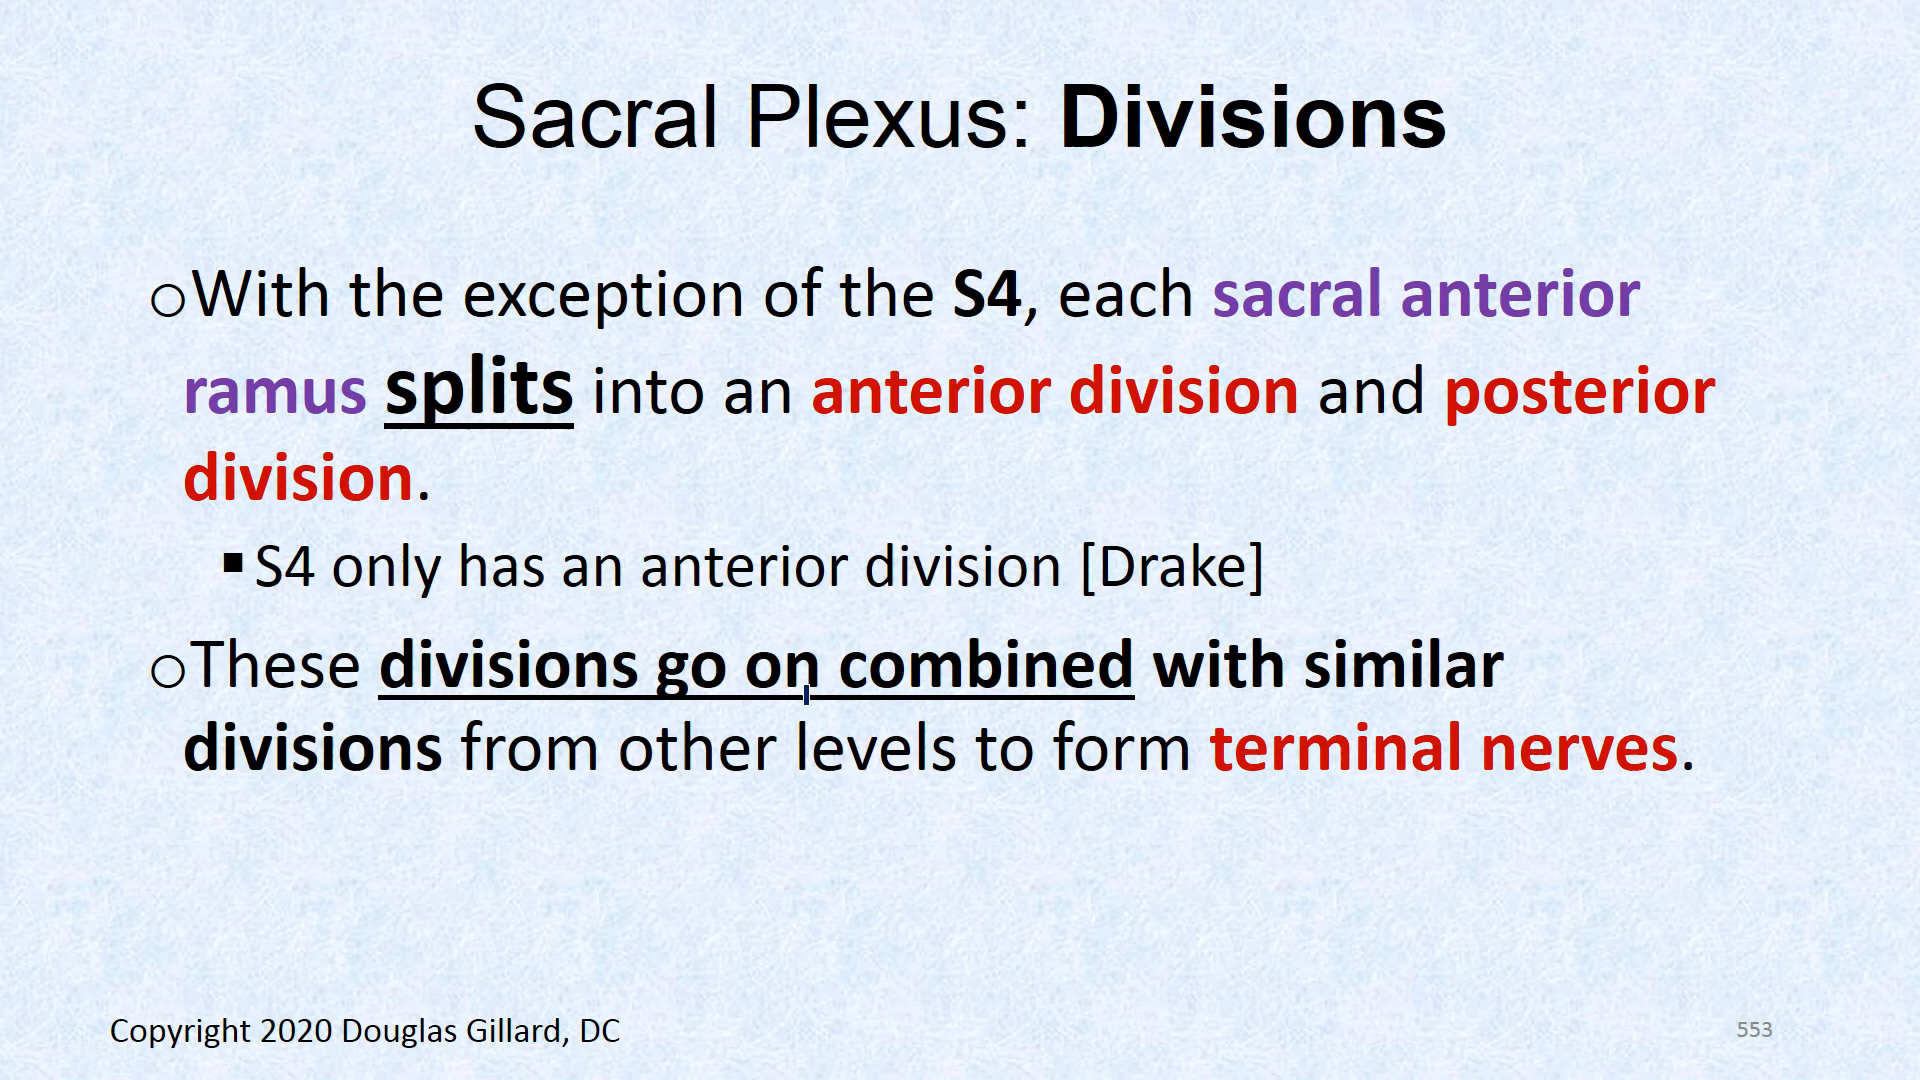 Sacral Plexus: Divisions
oWith the exception of the S4, each sacral anterior
ramus splits into an anterior division and posterior
division.
▪S4 only has an anterior division [Drake]
oThese divisions go on combined with similar
divisions from other levels to form terminal nerves.
Copyright 2020 Douglas Gillard, DC
553